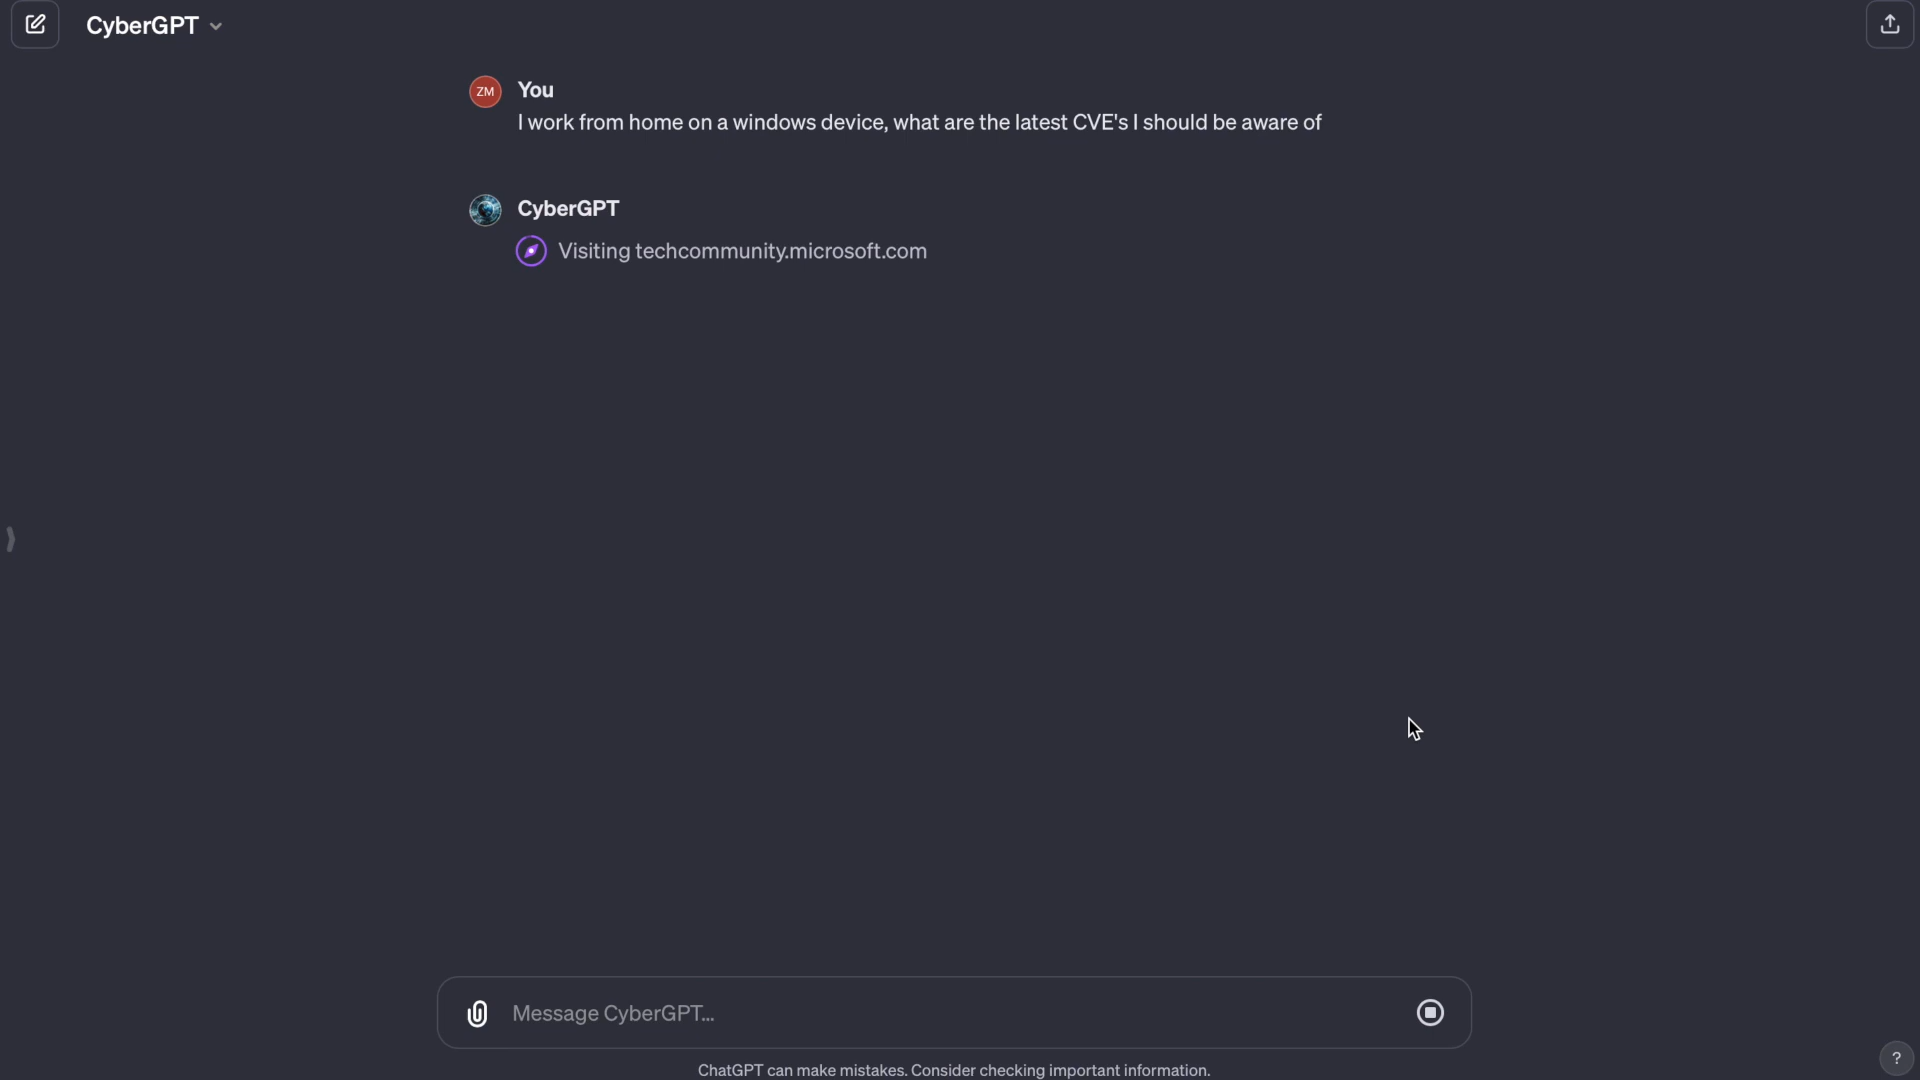 CyberGPT
ZM
You
I work from home on a windows device, what are the latest CVE's I should be aware of
CyberGPT
Visiting techcommunity.microsoft.com
Message CyberGPT...
ChatGPT can make mistakes. Consider checking important information.
?